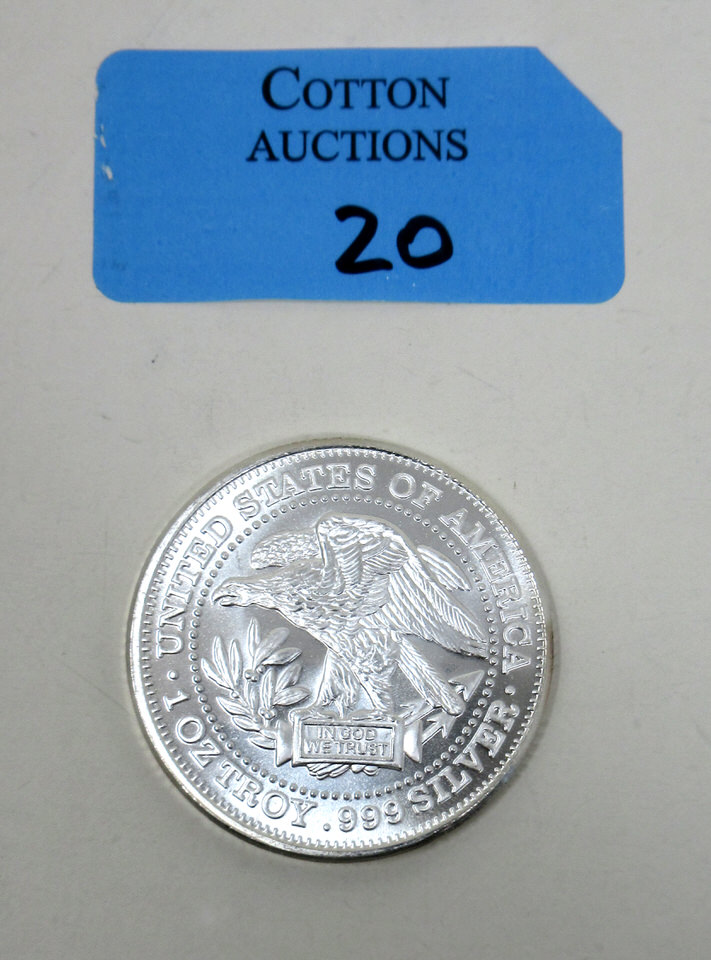 COTTON
AUCTIONS
20
UNITED STATES OF AMERICA
IN GOD
WE TRUST
· 1 OZ TROY .999 SILVER ·